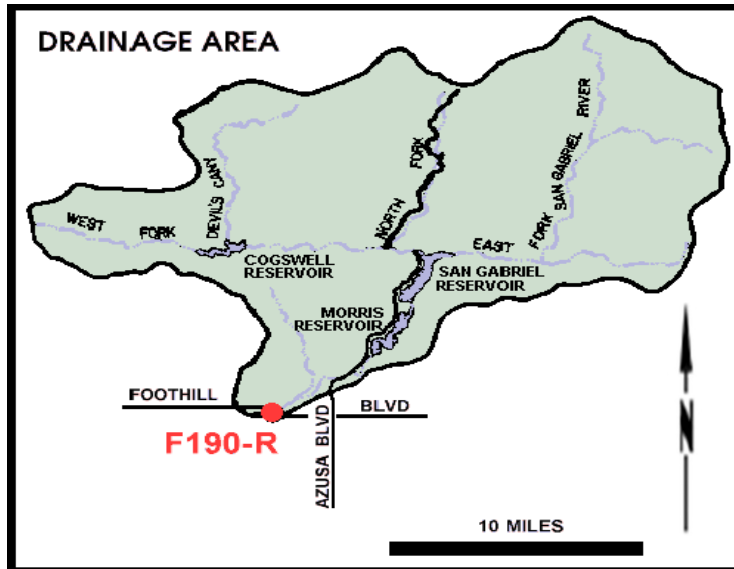 DRAINAGE AREA
WEST
FORK
DEVIL'S CANY
NORTH
FORK
EAST
FORK SAN GABRIEL RIVER
COGSWELL
RESERVOIR
SAN GABRIEL
RESERVOIR
MORRIS
RESERVOIR
FOOTHILL
BLVD
F190-R
AZUSA BLVD
N
10 MILES